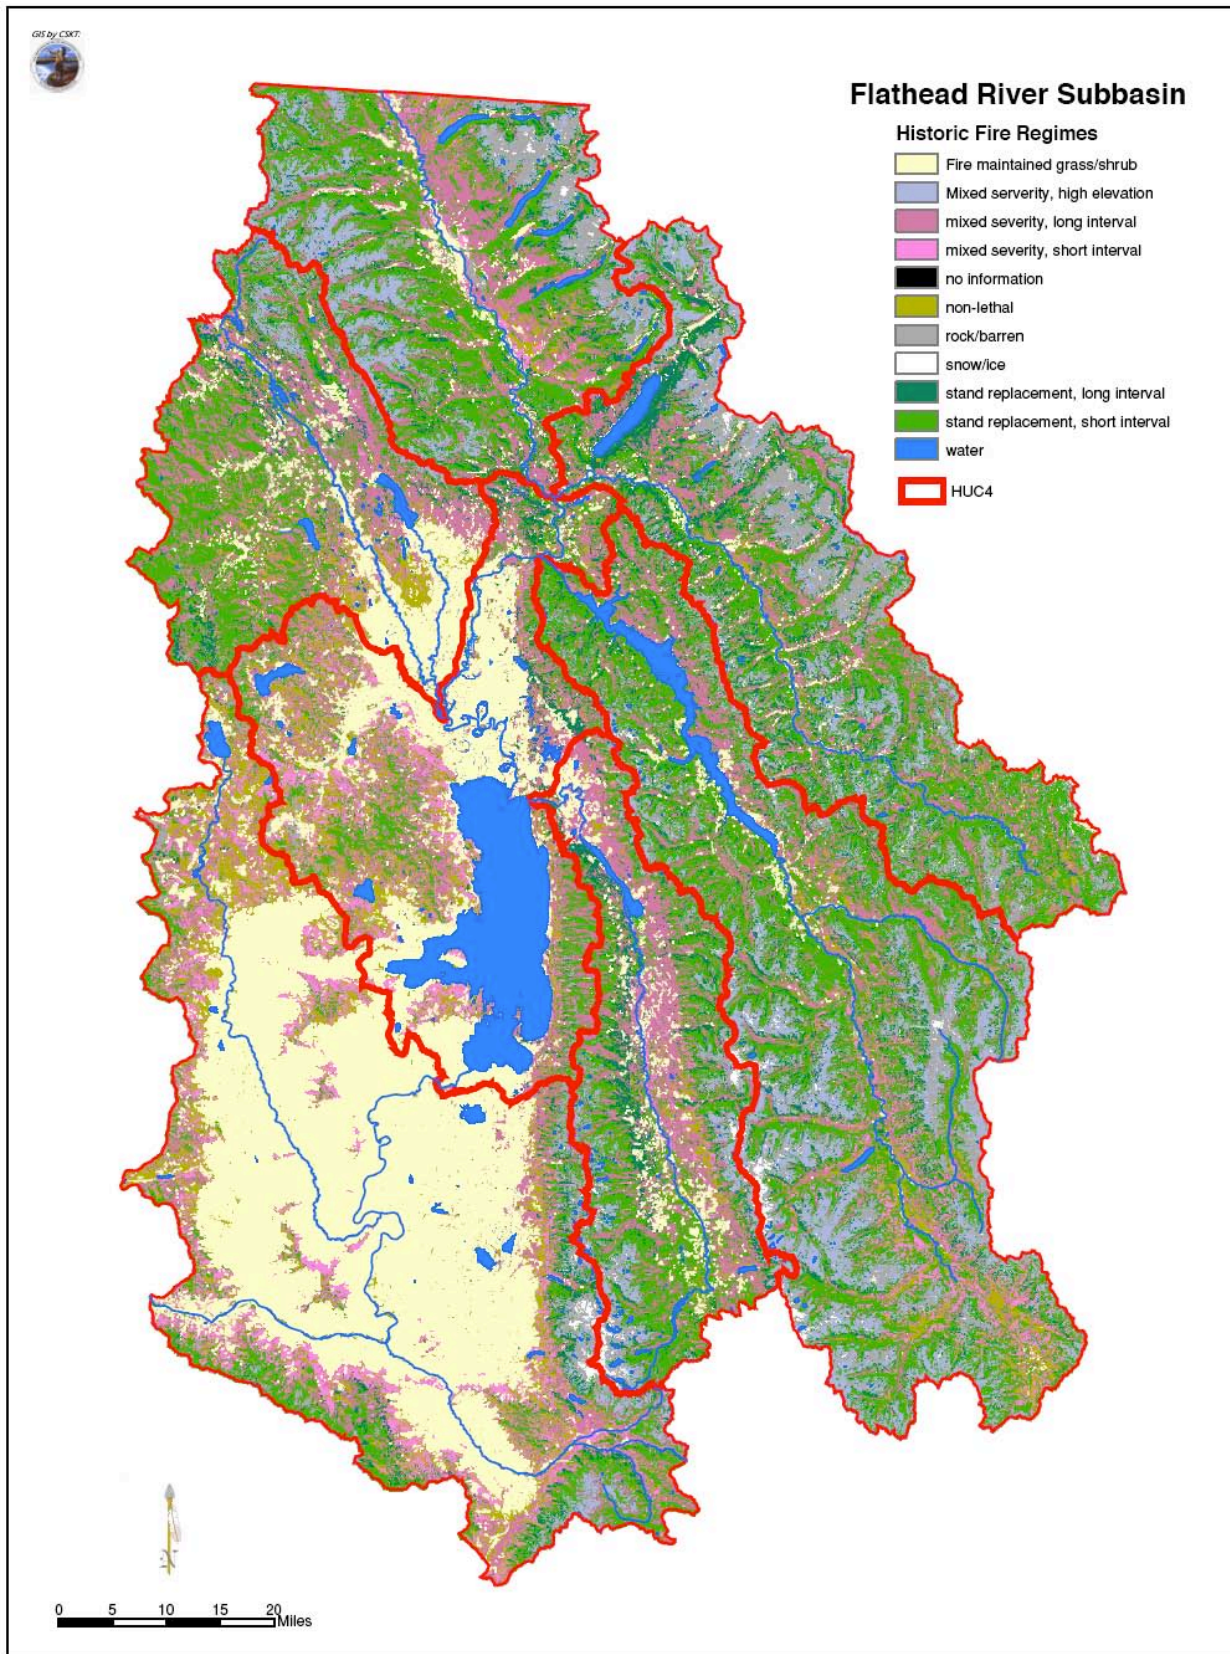 GIS by CSKT:
Flathead River Subbasin
Historic Fire Regimes
Fire maintained grass/shrub
Mixed serverity, high elevation
mixed severity, long interval
mixed severity, short interval
no information
non-lethal
rock/barren
snow/ice
stand replacement, long interval
stand replacement, short interval
water
HUC4
0 5 10 15 20 Miles